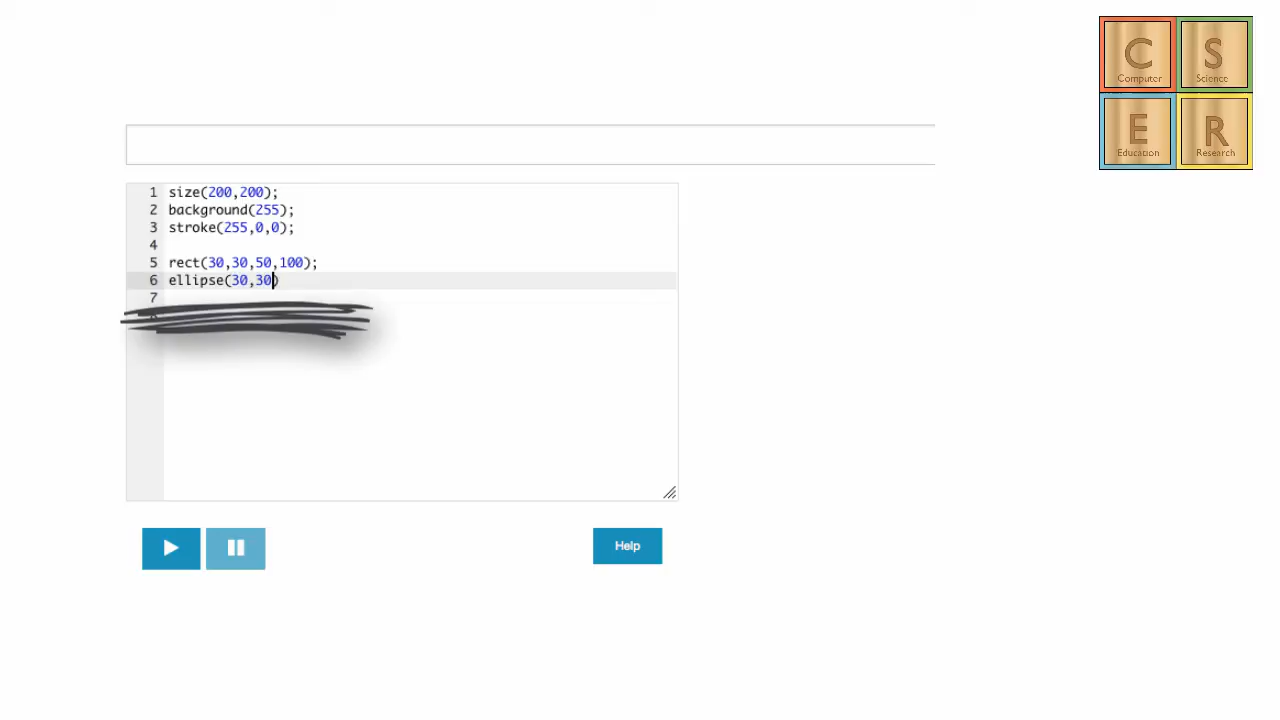 C S
Computer Science
E R
Education Research
1 size(200,200);
2 background(255);
3 stroke(255,0,0);
4
5 rect(30,30,50,100);
6 ellipse(30,30)
7
Help